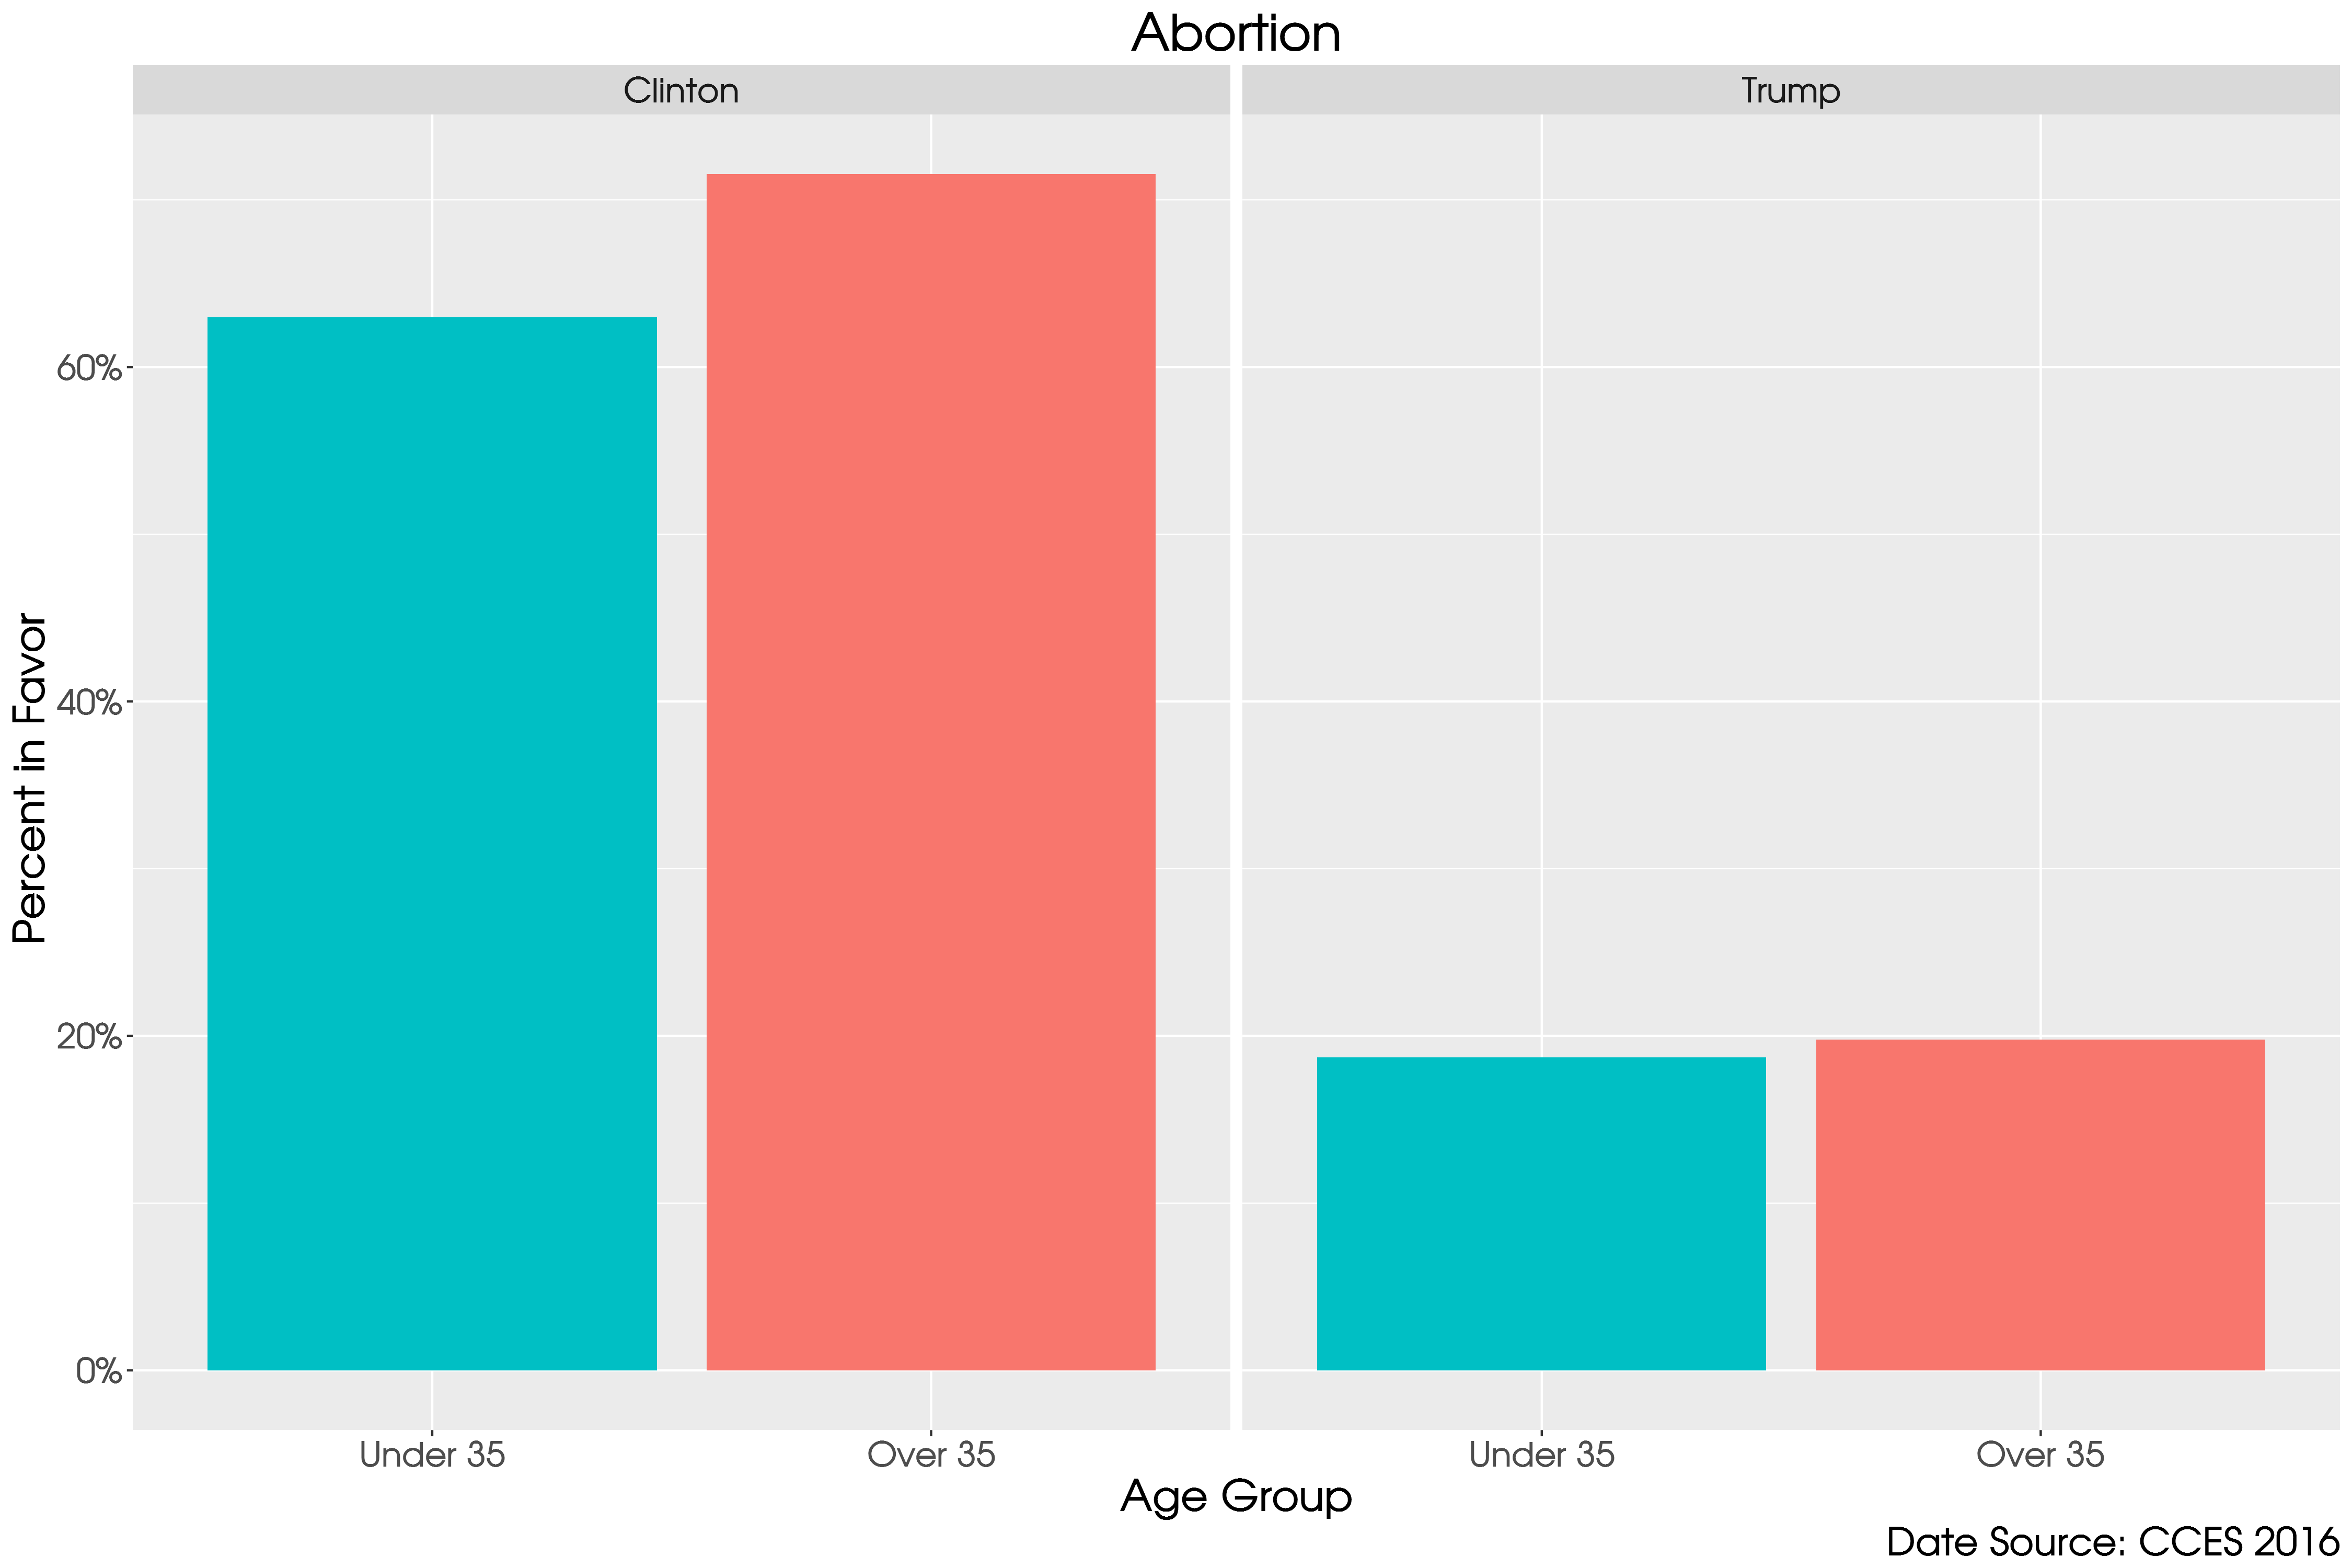 Abortion
Clinton
Trump
60%
40%
20%
0%
Percent in Favor
Under 35
Over 35
Under 35
Over 35
Age Group
Date Source: CCES 2016